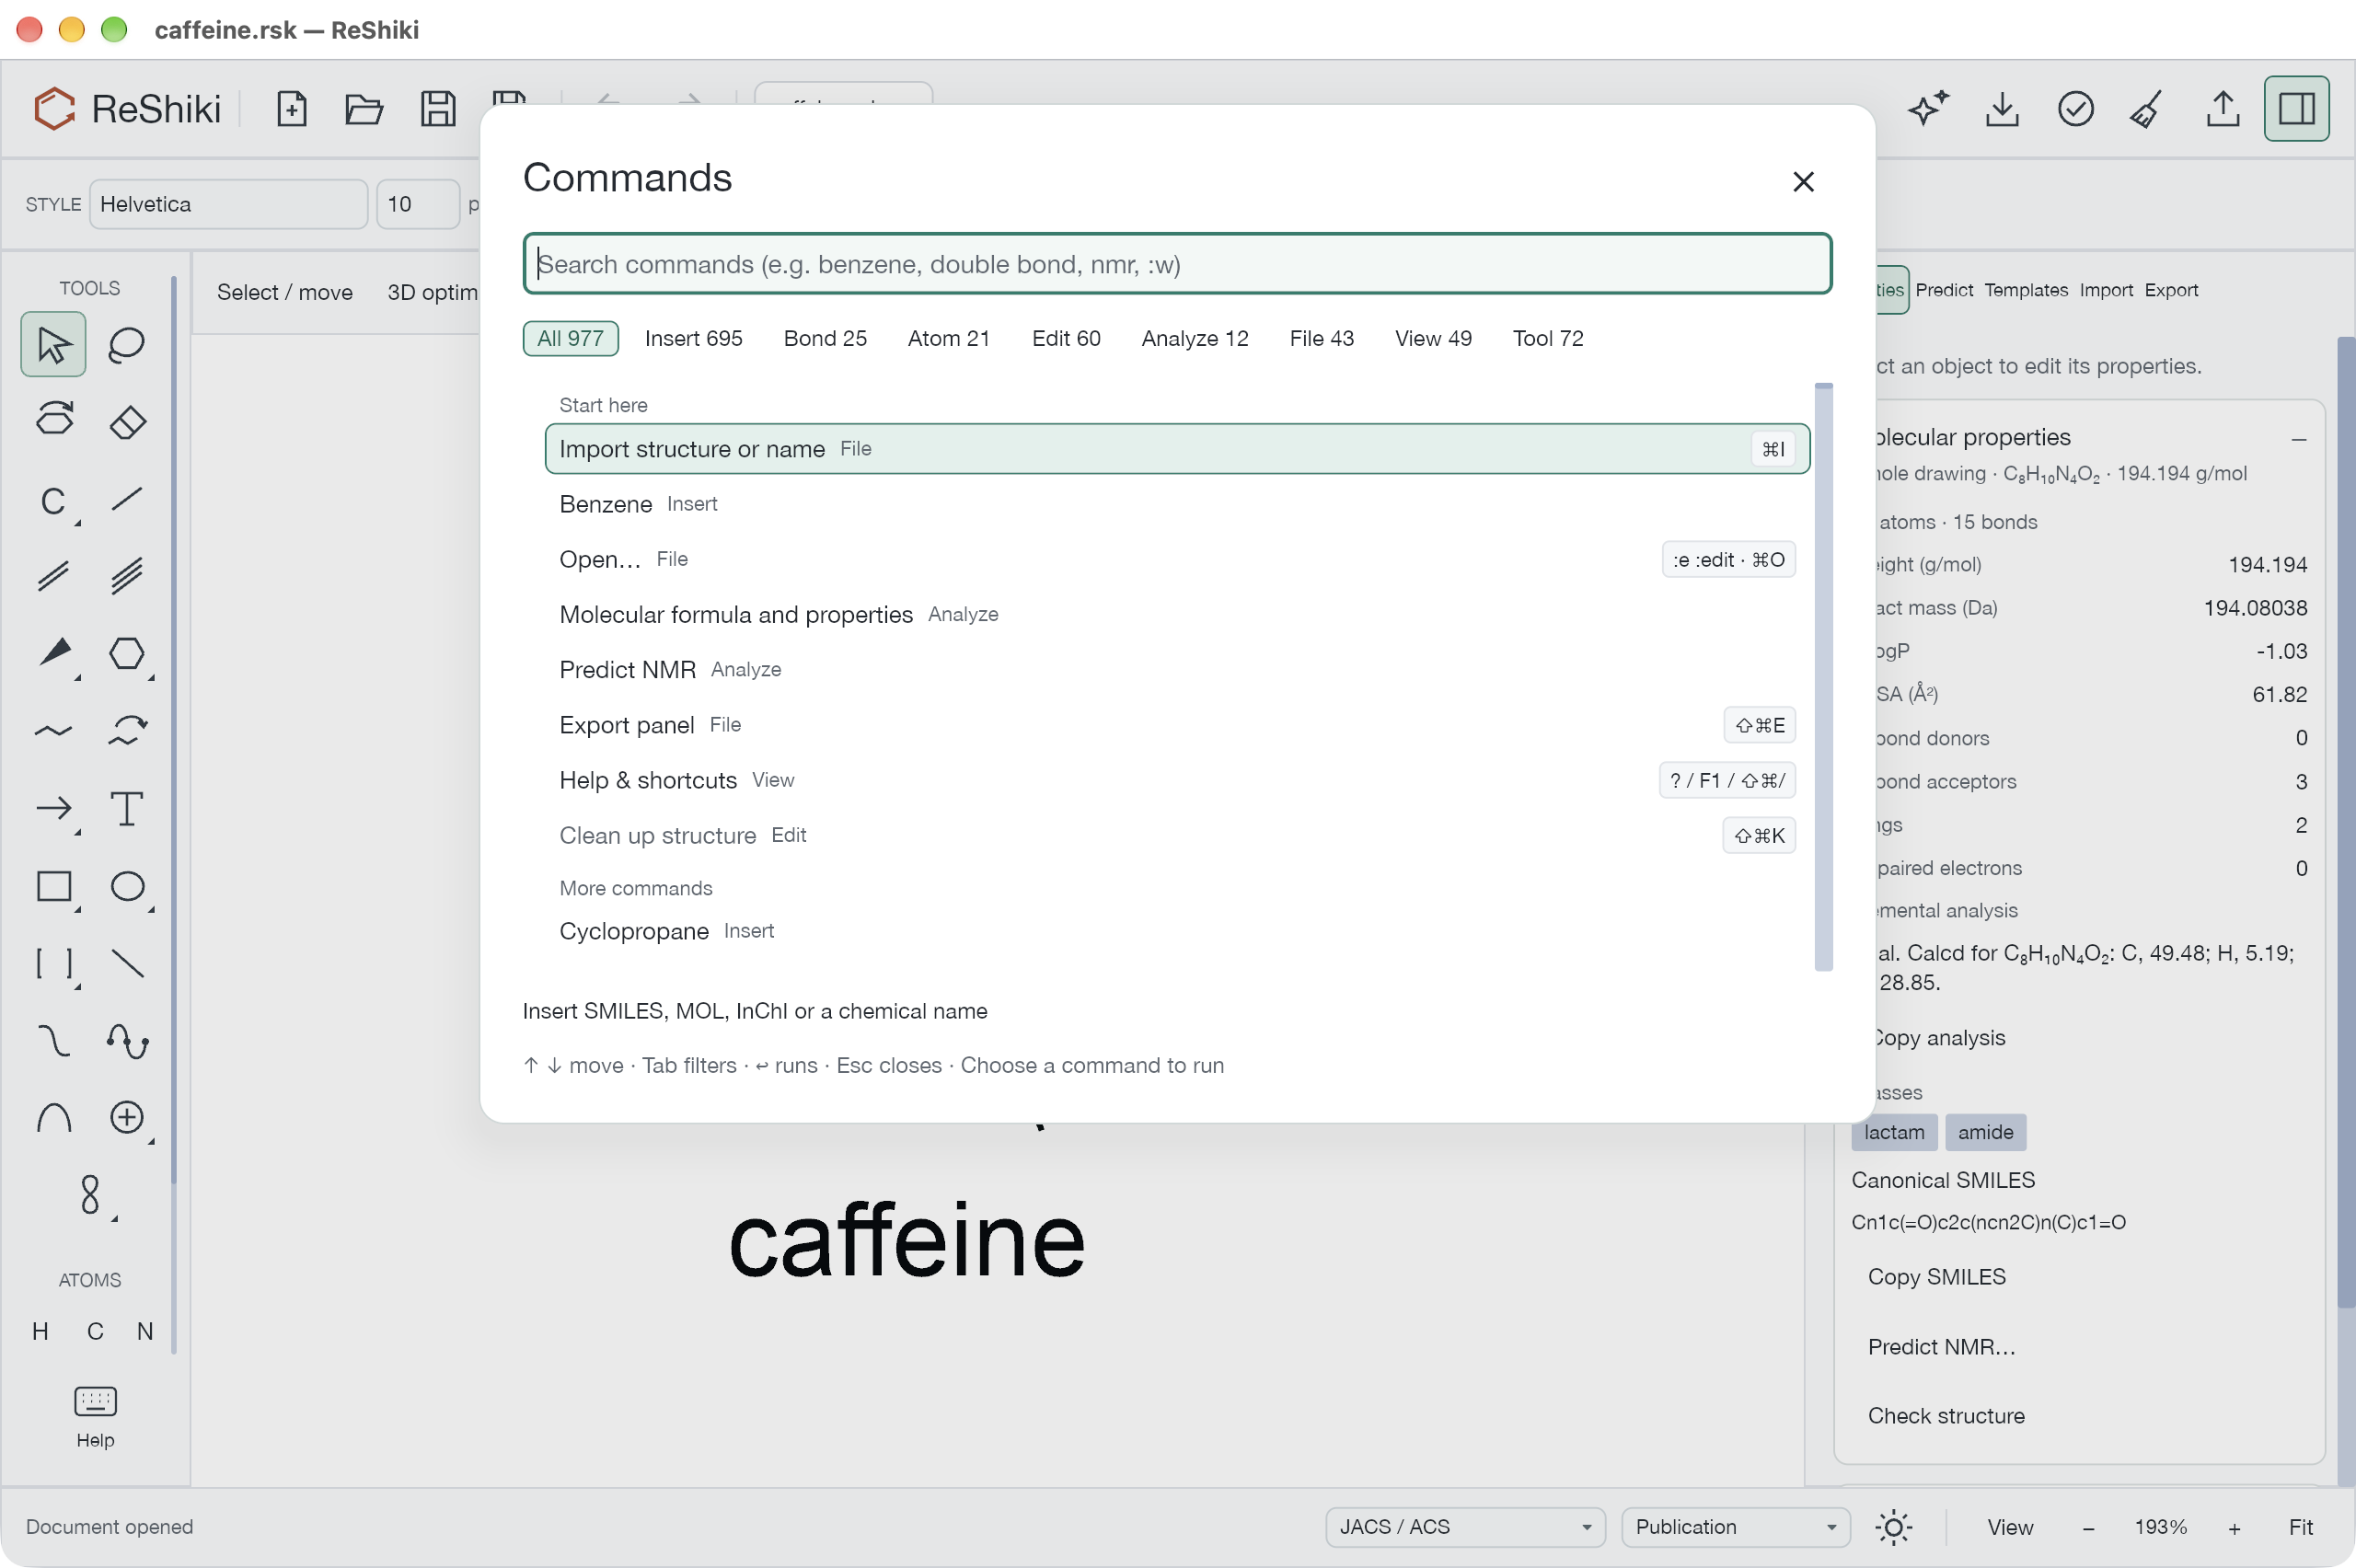 caffeine.rsk — ReShiki
ReShiki
STYLE Helvetica 10
Commands
Search commands (e.g. benzene, double bond, nmr, :w)
All 977 Insert 695 Bond 25 Atom 21 Edit 60 Analyze 12 File 43 View 49 Tool 72
Start here
Import structure or name File ⌘I
Benzene Insert
Open... File :e :edit · ⌘O
Molecular formula and properties Analyze
Predict NMR Analyze
Export panel File ⇧⌘E
Help & shortcuts View ? / F1 / ⇧⌘/
Clean up structure Edit ⇧⌘K
More commands
Cyclopropane Insert
Insert SMILES, MOL, InChI or a chemical name
↑ ↓ move · Tab filters · ↩ runs · Esc closes · Choose a command to run
TOOLS
C
T
ATOMS
H C N
Help
Select / move 3D optim
caffeine
ties Predict Templates Import Export
ct an object to edit its properties.
lecular properties
ole drawing · C₈H₁₀N₄O₂ · 194.194 g/mol
atoms · 15 bonds
ight (g/mol) 194.194
act mass (Da) 194.08038
ogP -1.03
SA (Å²) 61.82
bond donors 0
bond acceptors 3
ngs 2
paired electrons 0
emental analysis
al. Calcd for C₈H₁₀N₄O₂: C, 49.48; H, 5.19;
28.85.
Copy analysis
asses
lactam amide
Canonical SMILES
Cn1c(=O)c2c(ncn2C)n(C)c1=O
Copy SMILES
Predict NMR...
Check structure
Document opened JACS / ACS Publication View − 193% + Fit